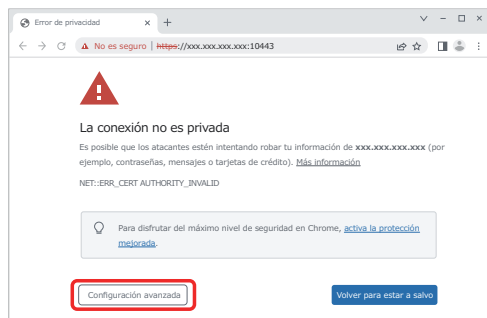 Error de privacidad
No es seguro | https://xxx.xxx.xxx.xxx:10443
La conexión no es privada
Es posible que los atacantes estén intentando robar tu información de xxx.xxx.xxx.xxx (por
ejemplo, contraseñas, mensajes o tarjetas de crédito). Más información
NET::ERR_CERT AUTHORITY_INVALID
Para disfrutar del máximo nivel de seguridad en Chrome, activa la protección
mejorada.
Configuración avanzada
Volver para estar a salvo